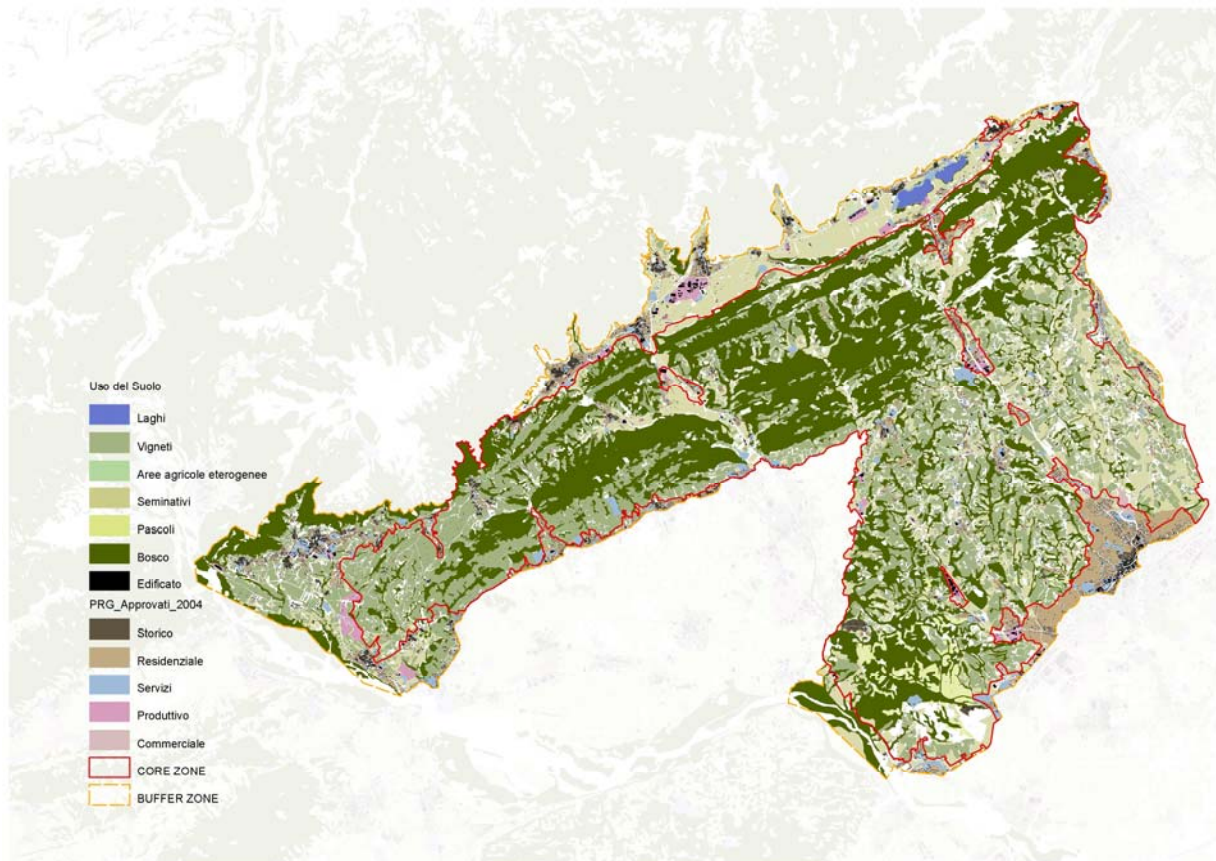 Uso del Suolo
Laghi
Vigneti
Aree agricole eterogenee
Seminativi
Pascoli
Bosco
Edificato
PRG_Approvati_2004
Storico
Residenziale
Servizi
Produttivo
Commerciale
CORE ZONE
BUFFER ZONE